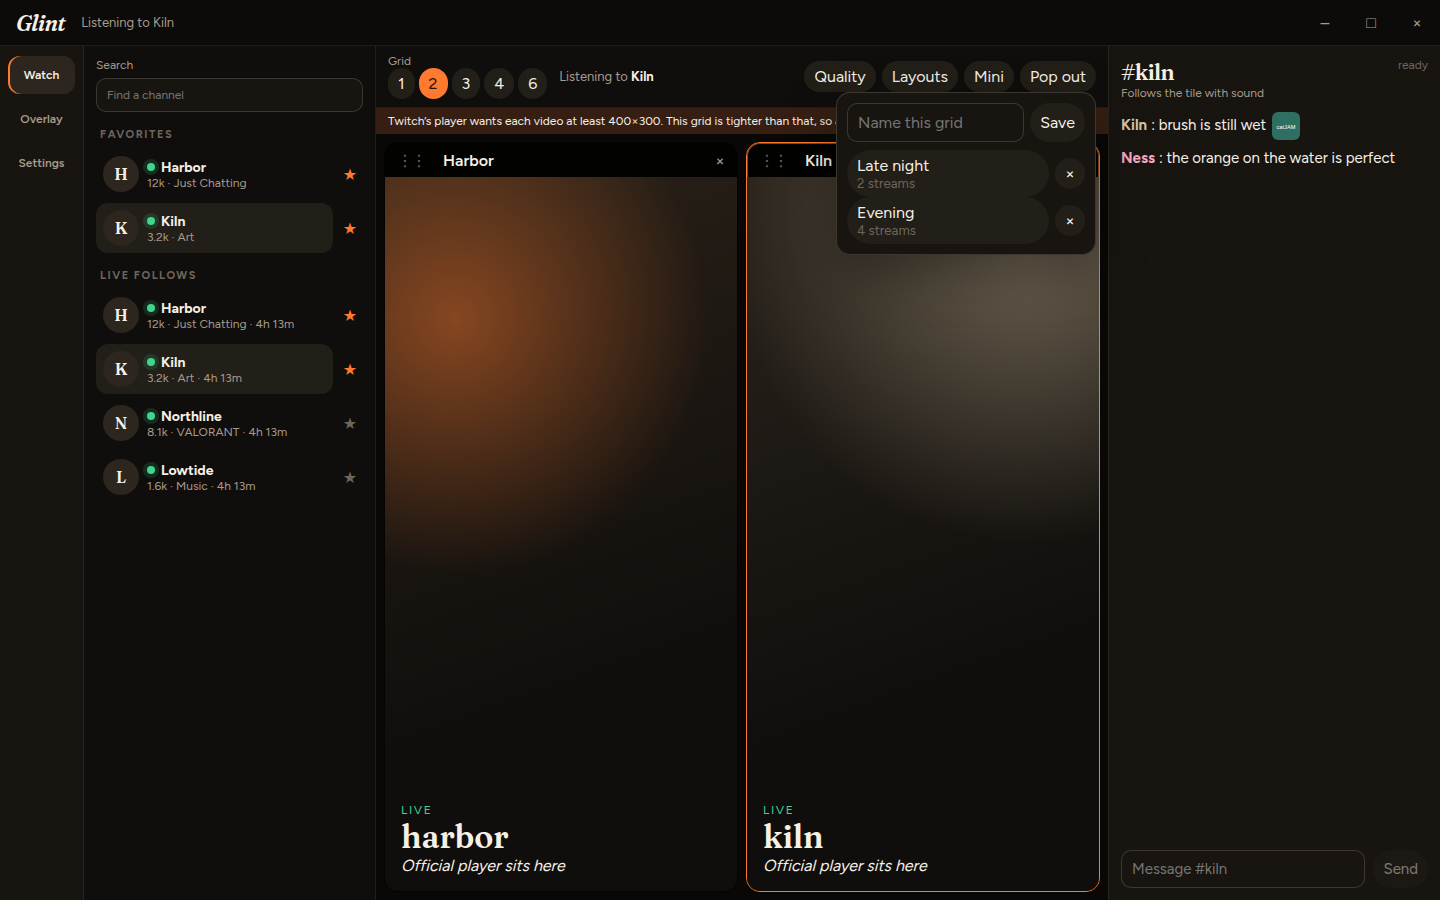 Glint
Listening to Kiln
Watch
Overlay
Settings
Search
Find a channel
FAVORITES
H
Harbor
12k · Just Chatting
K
Kiln
3.2k · Art
LIVE FOLLOWS
H
Harbor
12k · Just Chatting · 4h 13m
K
Kiln
3.2k · Art · 4h 13m
N
Northline
8.1k · VALORANT · 4h 13m
L
Lowtide
1.6k · Music · 4h 13m
Grid
1 2 3 4 6
Listening to Kiln
Quality Layouts Mini Pop out
Twitch's player wants each video at least 400×300. This grid is tighter than that, so
Name this grid
Save
Late night
2 streams
Evening
4 streams
Harbor
LIVE
harbor
Official player sits here
Kiln
LIVE
kiln
Official player sits here
#kiln
ready
Follows the tile with sound
Kiln : brush is still wet catJAM
Ness : the orange on the water is perfect
Message #kiln
Send